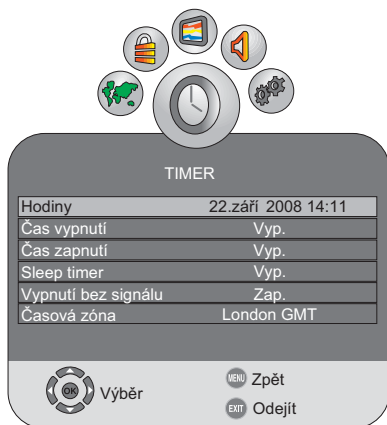 TIMER
Hodiny 22.září 2008 14:11
Čas vypnutí Vyp.
Čas zapnutí Vyp.
Sleep timer Vyp.
Vypnutí bez signálu Zap.
Časová zóna London GMT
OK Výběr
MENU Zpět
EXIT Odejít